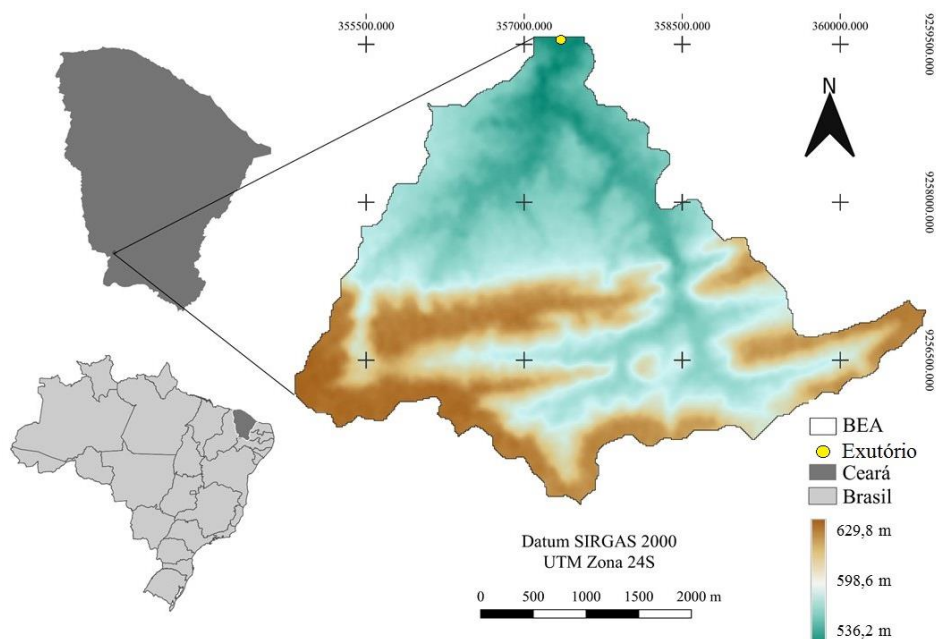 355500.000 357000.000 358500.000 360000.000
9259500.000
N
9258000.000
9256500.000
BEA
Exutório
Ceará
Brasil
629,8 m
598,6 m
536,2 m
Datum SIRGAS 2000
UTM Zona 24S
0 500 1000 1500 2000 m